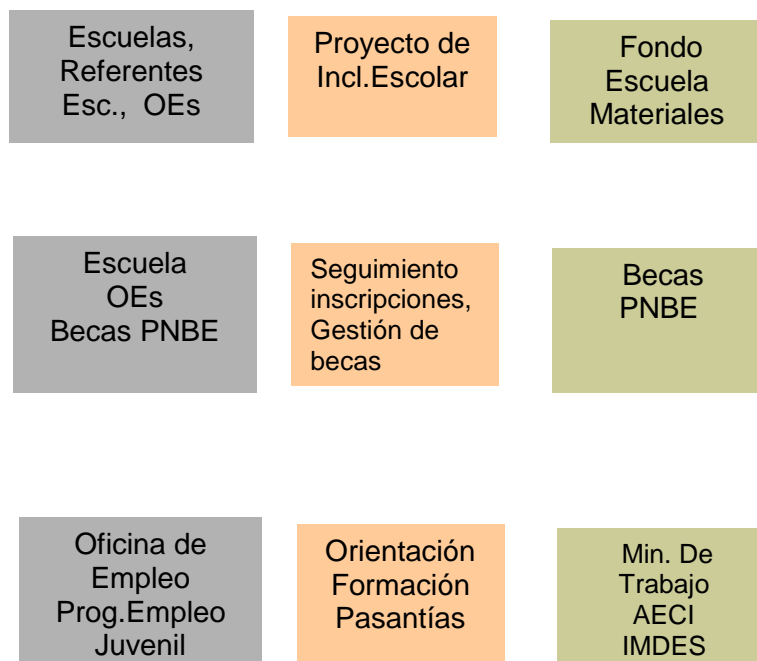 Escuelas,
Referentes
Esc., OEs
Proyecto de
Incl.Escolar
Fondo
Escuela
Materiales
Escuela
OEs
Becas PNBE
Seguimiento
inscripciones,
Gestión de
becas
Becas
PNBE
Oficina de
Empleo
Prog.Empleo
Juvenil
Orientación
Formación
Pasantías
Min. De
Trabajo
AECI
IMDES